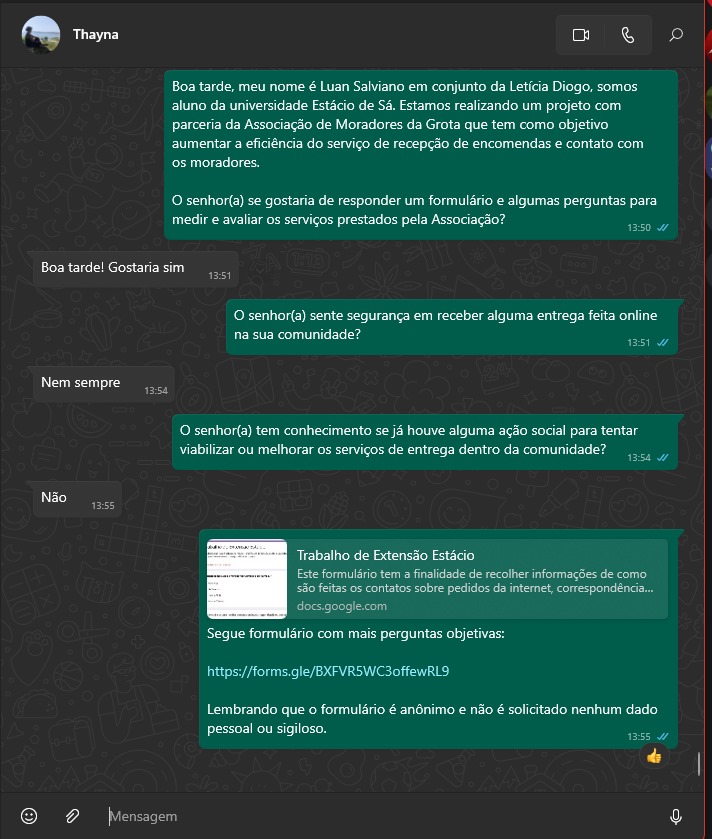 Thayna
Boa tarde, meu nome é Luan Salviano em conjunto da Letícia Diogo, somos
aluno da universidade Estácio de Sá. Estamos realizando um projeto com
parceria da Associação de Moradores da Grota que tem como objetivo
aumentar a eficiência do serviço de recepção de encomendas e contato com
os moradores.
O senhor(a) se gostaria de responder um formulário e algumas perguntas para
medir e avaliar os serviços prestados pela Associação?
13:50
Boa tarde! Gostaria sim
13:51
O senhor(a) sente segurança em receber alguma entrega feita online
na sua comunidade?
13:51
Nem sempre
13:54
O senhor(a) tem conhecimento se já houve alguma ação social para tentar
viabilizar ou melhorar os serviços de entrega dentro da comunidade?
13:54
Não
13:55
Trabalho de Extensão Estácio
Este formulário tem a finalidade de recolher informações de como
são feitas os contatos sobre pedidos da internet, correspondência...
docs.google.com
Segue formulário com mais perguntas objetivas:
https://forms.gle/BXFVR5WC3offewRL9
Lembrando que o formulário é anônimo e não é solicitado nenhum dado
pessoal ou sigiloso.
13:55
Mensagem